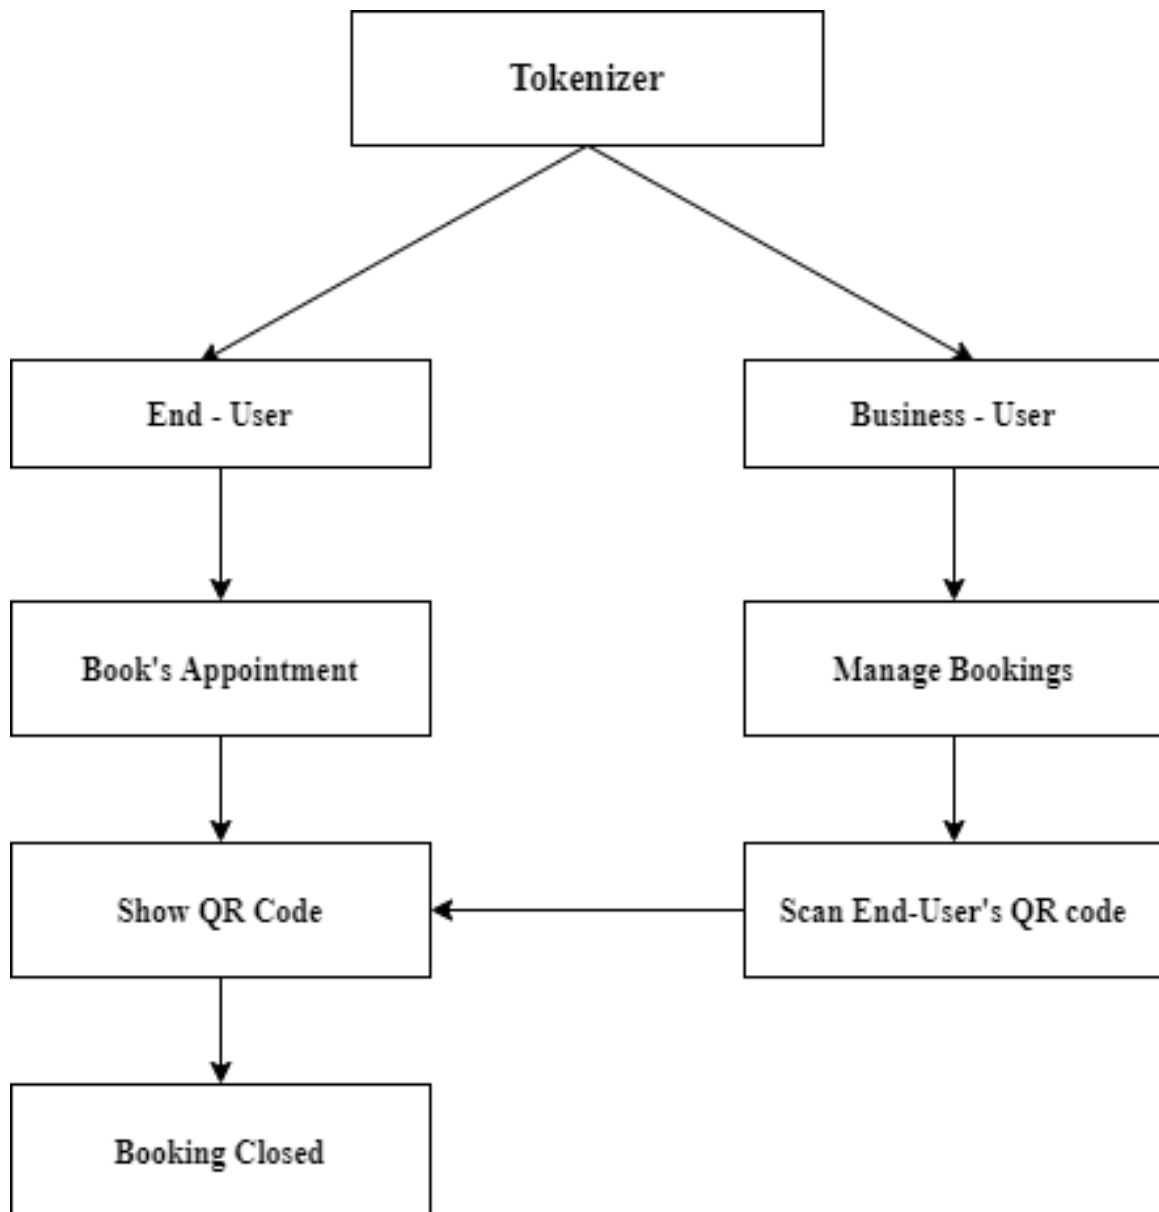 Tokenizer
End - User
Business - User
Book's Appointment
Manage Bookings
Show QR Code
Scan End-User's QR code
Booking Closed